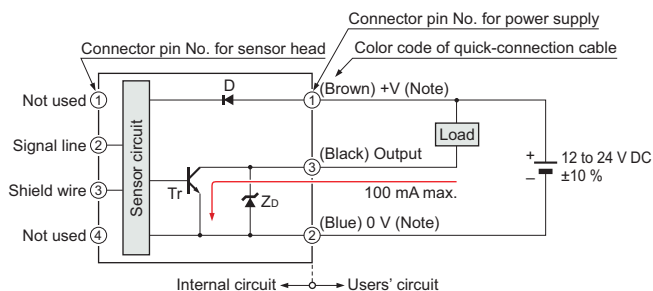 Connector pin No. for power supply
Connector pin No. for sensor head
Color code of quick-connection cable
D
(Brown) +V (Note)
Not used 1
1
Load
Signal line 2
Sensor circuit
3
(Black) Output
+
12 to 24 V DC
±10 %
–
Tr
ZD
100 mA max.
Shield wire 3
Not used 4
2
(Blue) 0 V (Note)
Internal circuit
Users' circuit